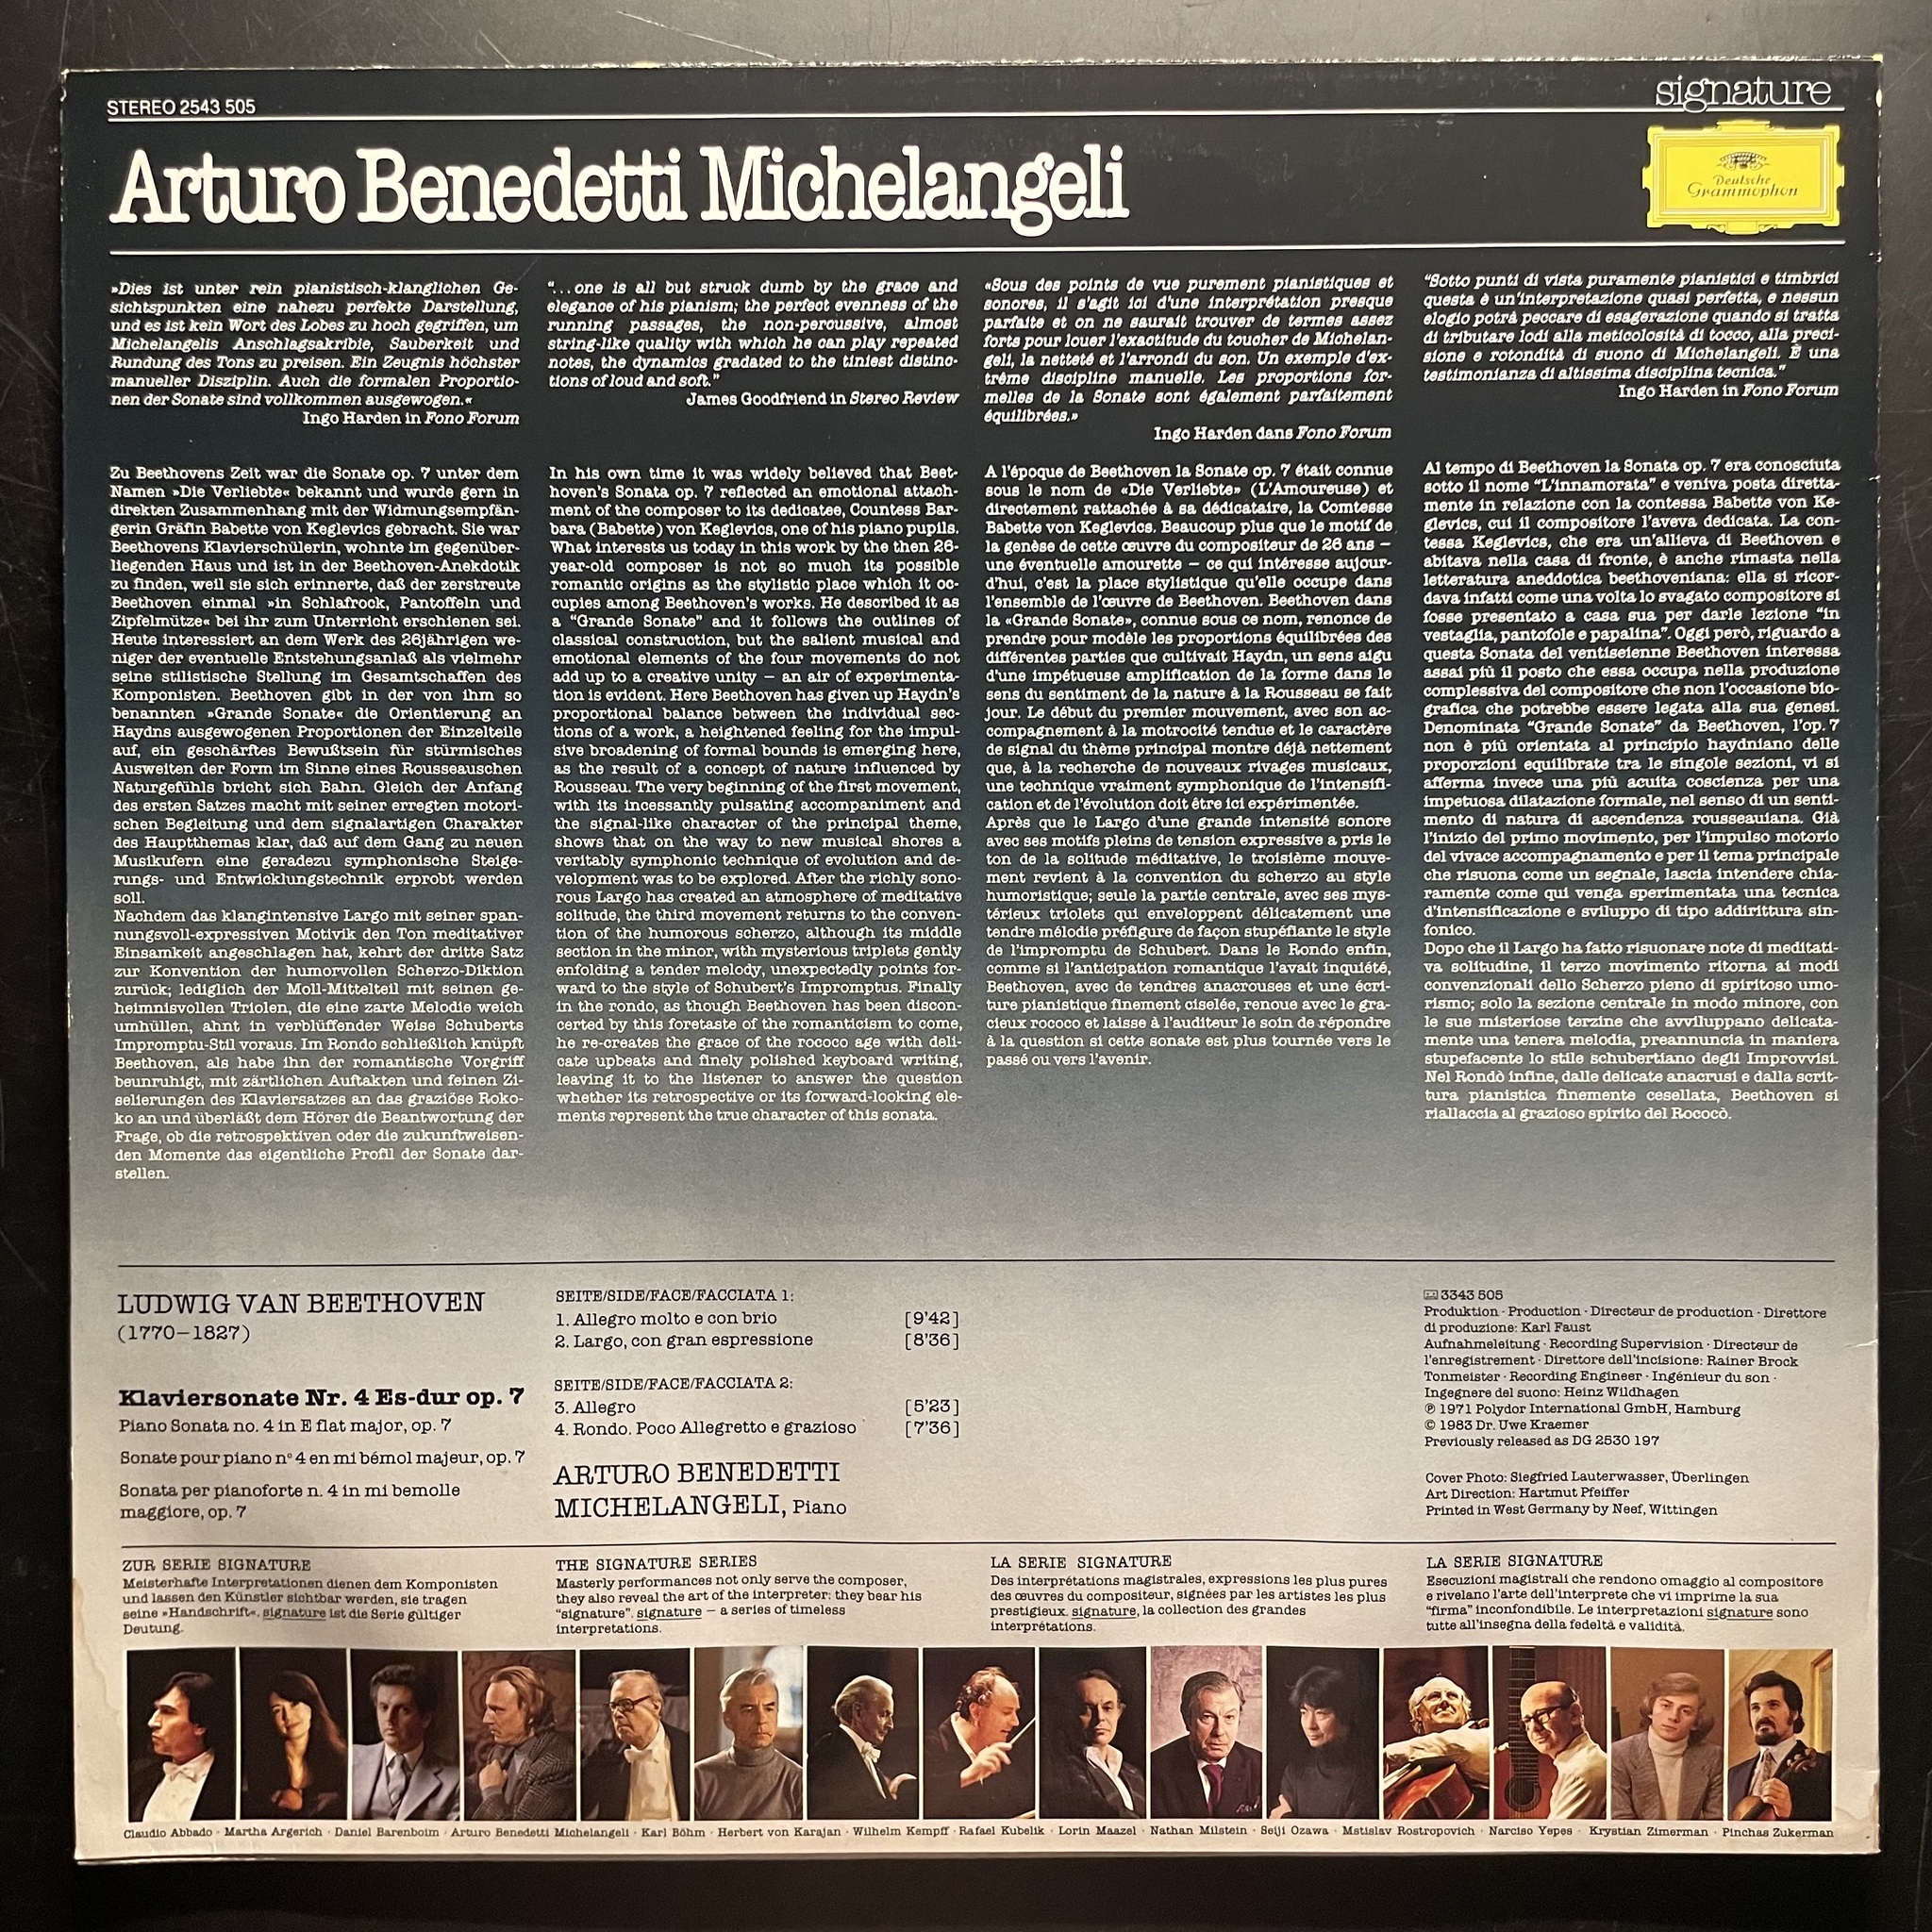 STEREO 2543 505
signature
Arturo Benedetti Michelangeli
Deutsche
Grammophon
»Dies ist unter rein pianistisch-klanglichen Ge-
sichtspunkten eine nahezu perfekte Darstellung,
und es ist kein Wort des Lobes zu hoch gegriffen, um
Michelangelis Anschlagsakribie, Sauberkeit und
Rundung des Tons zu preisen. Ein Zeugnis höchster
manueller Disziplin. Auch die formalen Proportio-
nen der Sonate sind vollkommen ausgewogen.«
Ingo Harden in Fono Forum
Zu Beethovens Zeit war die Sonate op. 7 unter dem
Namen »Die Verliebte« bekannt und wurde gern in
direkten Zusammenhang mit der Widmungsempfän-
gerin Gräfin Babette von Keglevics gebracht. Sie war
Beethovens Klavierschülerin, wohnte im gegenüber-
liegenden Haus und ist in der Beethoven-Anekdotik
zu finden, weil sie sich erinnerte, daß der zerstreute
Beethoven einmal »in Schlafrock, Pantoffeln und
Zipfelmütze« bei ihr zum Unterricht erschienen sei.
Heute interessiert an dem Werk des 26jährigen we-
niger der eventuelle Entstehungsanlaß als vielmehr
seine stilistische Stellung im Gesamtschaffen des
Komponisten. Beethoven gibt in der von ihm so
benannten »Grande Sonate« die Orientierung an
Haydns ausgewogenen Proportionen der Einzelteile
auf, ein geschärftes Bewußtsein für stürmisches
Ausweiten der Form im Sinne eines Rousseauschen
Naturgefühls bricht sich Bahn. Gleich der Anfang
des ersten Satzes macht mit seiner erregten motori-
schen Begleitung und dem signalartigen Charakter
des Hauptthemas klar, daß auf dem Gang zu neuen
Musikufern eine geradezu symphonische Steige-
rungs- und Entwicklungstechnik erprobt werden
soll.
Nachdem das klangintensive Largo mit seiner span-
nungsvoll-expressiven Motivik den Ton meditativer
Einsamkeit angeschlagen hat, kehrt der dritte Satz
zur Konvention der humorvollen Scherzo-Diktion
zurück; lediglich der Moll-Mittelteil mit seinen ge-
heimnisvollen Triolen, die eine zarte Melodie weich
umhüllen, ahnt in verblüffender Weise Schuberts
Impromptu-Stil voraus. Im Rondo schließlich knüpft
Beethoven, als habe ihn der romantische Vorgriff
beunruhigt, mit zärtlichen Auftakten und feinen Zi-
selierungen des Klaviersatzes an das graziöse Roko-
ko an und überläßt dem Hörer die Beantwortung der
Frage, ob die retrospektiven oder die zukunftweisen-
den Momente das eigentliche Profil der Sonate dar-
stellen.
“...one is all but struck dumb by the grace and
elegance of his pianism; the perfect evenness of the
running passages, the non-percussive, almost
string-like quality with which he can play repeated
notes, the dynamics gradated to the tiniest distinc-
tions of loud and soft.”
James Goodfriend in Stereo Review
In his own time it was widely believed that Beet-
hoven's Sonata op. 7 reflected an emotional attach-
ment of the composer to its dedicatee, Countess Bar-
bara (Babette) von Keglevics, one of his piano pupils.
What interests us today in this work by the then 26-
year-old composer is not so much its possible
romantic origins as the stylistic place which it oc-
cupies among Beethoven's works. He described it as
a “Grande Sonate” and it follows the outlines of
classical construction, but the salient musical and
emotional elements of the four movements do not
add up to a creative unity – an air of experimenta-
tion is evident. Here Beethoven has given up Haydn's
proportional balance between the individual sec-
tions of a work, a heightened feeling for the impul-
sive broadening of formal bounds is emerging here,
as the result of a concept of nature influenced by
Rousseau. The very beginning of the first movement,
with its incessantly pulsating accompaniment and
the signal-like character of the principal theme,
shows that on the way to new musical shores a
veritably symphonic technique of evolution and de-
velopment was to be explored. After the richly sono-
rous Largo has created an atmosphere of meditative
solitude, the third movement returns to the conven-
tion of the humorous scherzo, although its middle
section in the minor, with mysterious triplets gently
enfolding a tender melody, unexpectedly points for-
ward to the style of Schubert's Impromptus. Finally
in the rondo, as though Beethoven has been discon-
certed by this foretaste of the romanticism to come,
he re-creates the grace of the rococo age with deli-
cate upbeats and finely polished keyboard writing,
leaving it to the listener to answer the question
whether its retrospective or its forward-looking ele-
ments represent the true character of this sonata.
«Sous des points de vue purement pianistiques et
sonores, il s'agit ici d'une interprétation presque
parfaite et on ne saurait trouver de termes assez
forts pour louer l'exactitude du toucher de Michelan-
geli, la netteté et l'arrondi du son. Un exemple d'ex-
trême discipline manuelle. Les proportions for-
melles de la Sonate sont également parfaitement
équilibrées.»
Ingo Harden dans Fono Forum
A l'époque de Beethoven la Sonate op. 7 était connue
sous le nom de «Die Verliebte» (L'Amoureuse) et
directement rattachée à sa dédicataire, la Comtesse
Babette von Keglevics. Beaucoup plus que le motif de
la genèse de cette œuvre du compositeur de 26 ans –
une éventuelle amourette – ce qui intéresse aujour-
d'hui, c'est la place stylistique qu'elle occupe dans
l'ensemble de l'œuvre de Beethoven. Beethoven dans
la «Grande Sonate», connue sous ce nom, renonce de
prendre pour modèle les proportions équilibrées des
différentes parties que cultivait Haydn, un sens aigu
d'une impétueuse amplification de la forme dans le
sens du sentiment de la nature à la Rousseau se fait
jour. Le début du premier mouvement, avec son ac-
compagnement à la motrocité tendue et le caractère
de signal du thème principal montre déjà nettement
que, à la recherche de nouveaux rivages musicaux,
une technique vraiment symphonique de l'intensifi-
cation et de l'évolution doit être ici expérimentée.
Après que le Largo d'une grande intensité sonore
avec ses motifs pleins de tension expressive a pris le
ton de la solitude méditative, le troisième mouve-
ment revient à la convention du scherzo au style
humoristique; seule la partie centrale, avec ses mys-
térieux triolets qui enveloppent délicatement une
tendre mélodie préfigure de façon stupéfiante le style
de l'impromptu de Schubert. Dans le Rondo enfin,
comme si l'anticipation romantique l'avait inquiété,
Beethoven, avec de tendres anacrouses et une écri-
ture pianistique finement ciselée, renoue avec le gra-
cieux rococo et laisse à l'auditeur le soin de répondre
à la question si cette sonate est plus tournée vers le
passé ou vers l'avenir.
“Sotto punti di vista puramente pianistici e timbrici
questa è un'interpretazione quasi perfetta, e nessun
elogio potrà peccare di esagerazione quando si tratta
di tributare lodi alla meticolosità di tocco, alla preci-
sione e rotondità di suono di Michelangeli. È una
testimonianza di altissima disciplina tecnica.”
Ingo Harden in Fono Forum
Al tempo di Beethoven la Sonata op. 7 era conosciuta
sotto il nome “L'innamorata” e veniva posta diretta-
mente in relazione con la contessa Babette von Ke-
glevics, cui il compositore l'aveva dedicata. La con-
tessa Keglevics, che era un'allieva di Beethoven e
abitava nella casa di fronte, è anche rimasta nella
letteratura aneddotica beethoveniana: ella si ricor-
dava infatti come una volta lo svagato compositore si
fosse presentato a casa sua per darle lezione “in
vestaglia, pantofole e papalina”. Oggi però, riguardo a
questa Sonata del ventiseienne Beethoven interessa
assai più il posto che essa occupa nella produzione
complessiva del compositore che non l'occasione bio-
grafica che potrebbe essere legata alla sua genesi.
Denominata “Grande Sonate” da Beethoven, l'op. 7
non è più orientata al principio haydniano delle
proporzioni equilibrate tra le singole sezioni, vi si
afferma invece una più acuita coscienza per una
impetuosa dilatazione formale, nel senso di un senti-
mento di natura di ascendenza rousseauiana. Già
l'inizio del primo movimento, per l'impulso motorio
del vivace accompagnamento e per il tema principale
che risuona come un segnale, lascia intendere chia-
ramente come qui venga sperimentata una tecnica
d'intensificazione e sviluppo di tipo addirittura sin-
fonico.
Dopo che il Largo ha fatto risuonare note di meditati-
va solitudine, il terzo movimento ritorna ai modi
convenzionali dello Scherzo pieno di spiritoso umo-
rismo; solo la sezione centrale in modo minore, con
le sue misteriose terzine che avviluppano delicata-
mente una tenera melodia, preannuncia in maniera
stupefacente lo stile schubertiano degli Improvvisi.
Nel Rondò infine, dalle delicate anacrusi e dalla scrit-
tura pianistica finemente cesellata, Beethoven si
riallaccia al grazioso spirito del Rococò.
LUDWIG VAN BEETHOVEN
(1770–1827)
Klaviersonate Nr. 4 Es-dur op. 7
Piano Sonata no. 4 in E flat major, op. 7
Sonate pour piano n° 4 en mi bémol majeur, op. 7
Sonata per pianoforte n. 4 in mi bemolle
maggiore, op. 7
SEITE/SIDE/FACE/FACCIATA 1:
1. Allegro molto e con brio [9'42]
2. Largo, con gran espressione [8'36]
SEITE/SIDE/FACE/FACCIATA 2:
3. Allegro [5'23]
4. Rondo. Poco Allegretto e grazioso [7'36]
ARTURO BENEDETTI
MICHELANGELI, Piano
3343 505
Produktion · Production · Directeur de production · Direttore
di produzione: Karl Faust
Aufnahmeleitung · Recording Supervision · Directeur de
l'enregistrement · Direttore dell'incisione: Rainer Brock
Tonmeister · Recording Engineer · Ingénieur du son ·
Ingegnere del suono: Heinz Wildhagen
℗ 1971 Polydor International GmbH, Hamburg
© 1983 Dr. Uwe Kraemer
Previously released as DG 2530 197
Cover Photo: Siegfried Lauterwasser, Überlingen
Art Direction: Hartmut Pfeiffer
Printed in West Germany by Neef, Wittingen
ZUR SERIE SIGNATURE
Meisterhafte Interpretationen dienen dem Komponisten
und lassen den Künstler sichtbar werden, sie tragen
seine »Handschrift«. signature ist die Serie gültiger
Deutung.
THE SIGNATURE SERIES
Masterly performances not only serve the composer,
they also reveal the art of the interpreter: they bear his
“signature”. signature – a series of timeless
interpretations.
LA SERIE SIGNATURE
Des interprétations magistrales, expressions les plus pures
des œuvres du compositeur, signées par les artistes les plus
prestigieux. signature, la collection des grandes
interprétations.
LA SERIE SIGNATURE
Esecuzioni magistrali che rendono omaggio al compositore
e rivelano l'arte dell'interprete che vi imprime la sua
“firma” inconfondibile. Le interpretazioni signature sono
tutte all'insegna della fedeltà e validità.
Claudio Abbado · Martha Argerich · Daniel Barenboim · Arturo Benedetti Michelangeli · Karl Böhm · Herbert von Karajan · Wilhelm Kempff · Rafael Kubelik · Lorin Maazel · Nathan Milstein · Seiji Ozawa · Mstislav Rostropovich · Narciso Yepes · Krystian Zimerman · Pinchas Zukerman